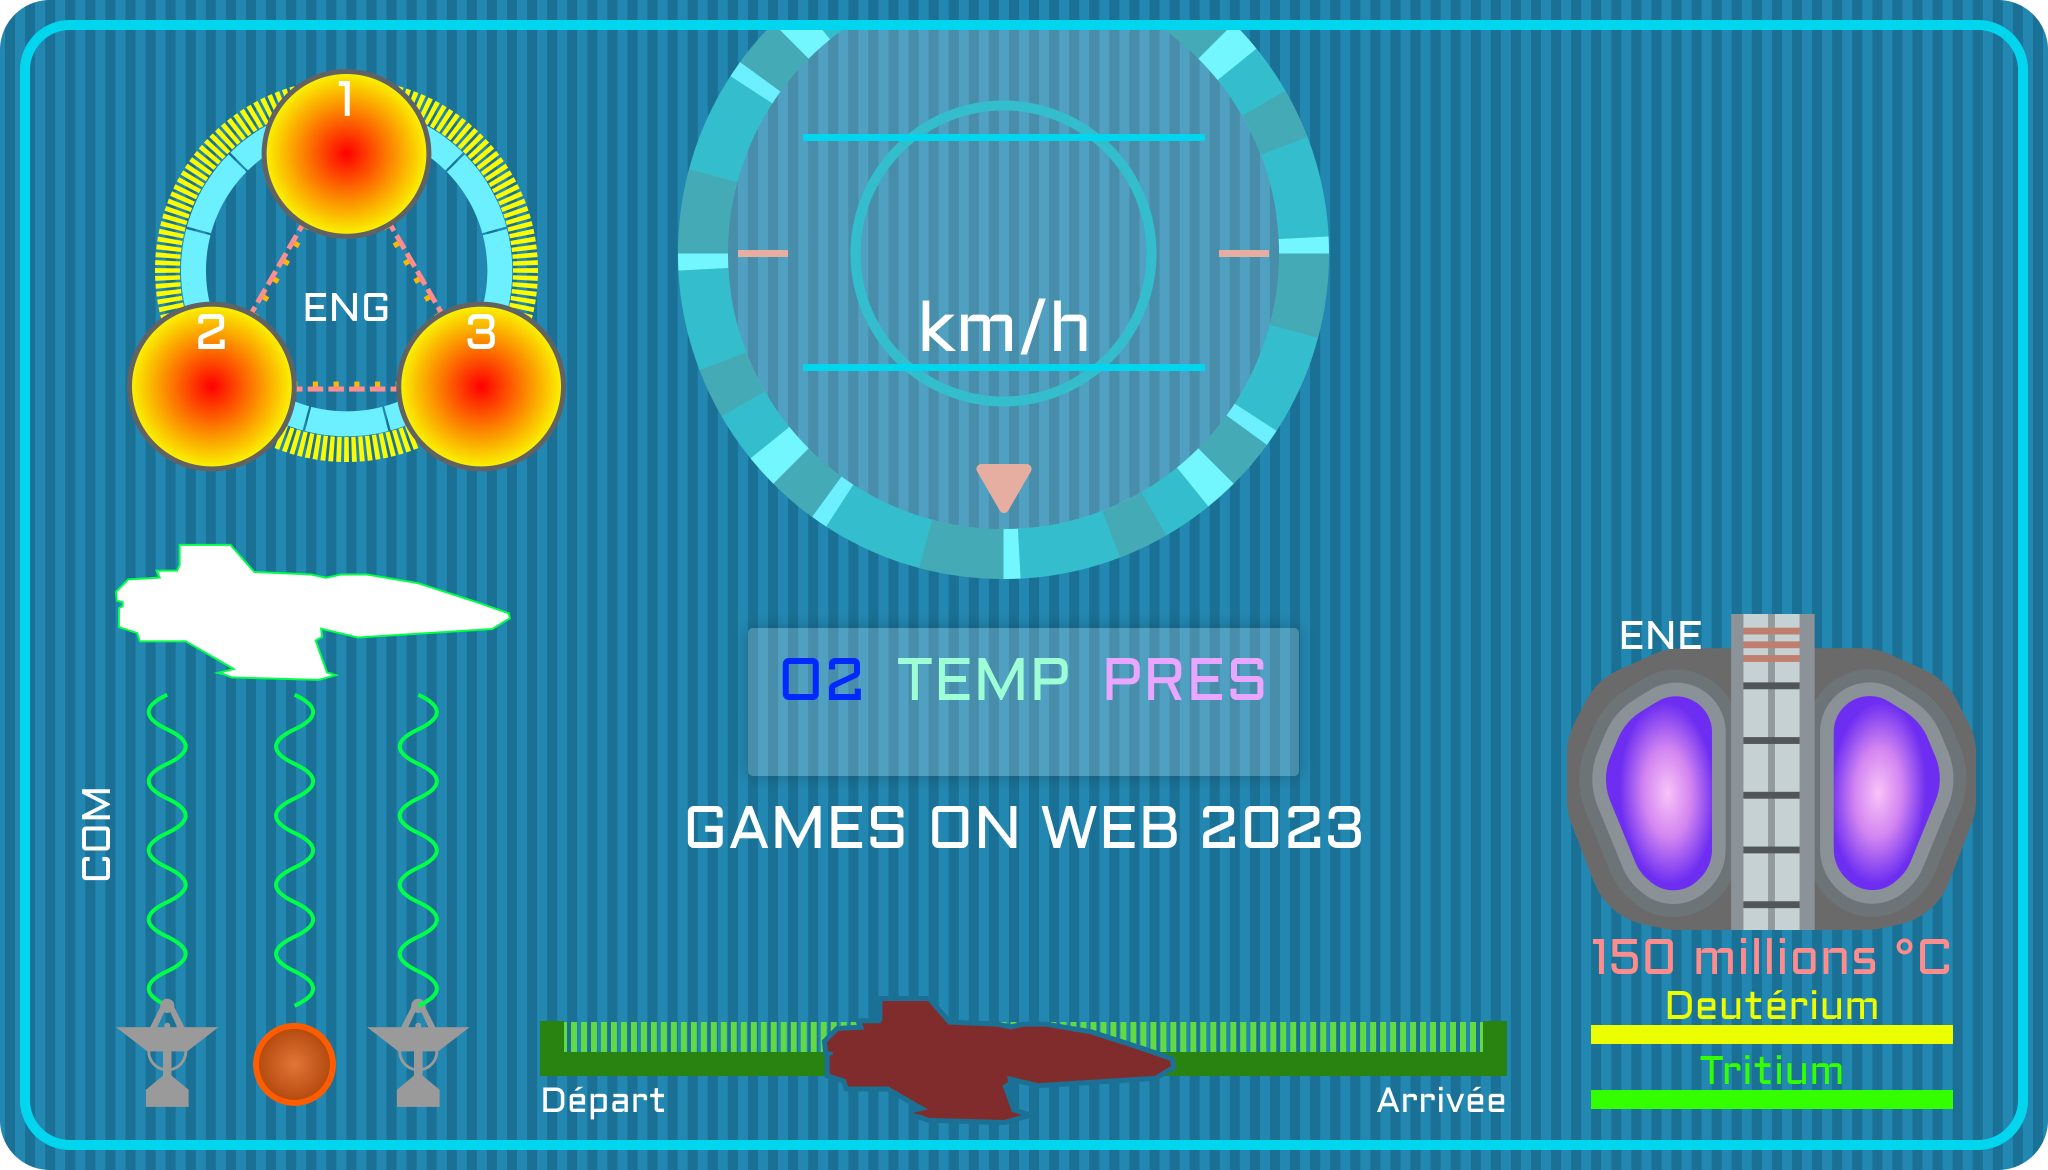 1
2
3
ENG
km/h
O2 TEMP PRES
GAMES ON WEB 2023
COM
ENE
150 millions °C
Deutérium
Tritium
Départ
Arrivée